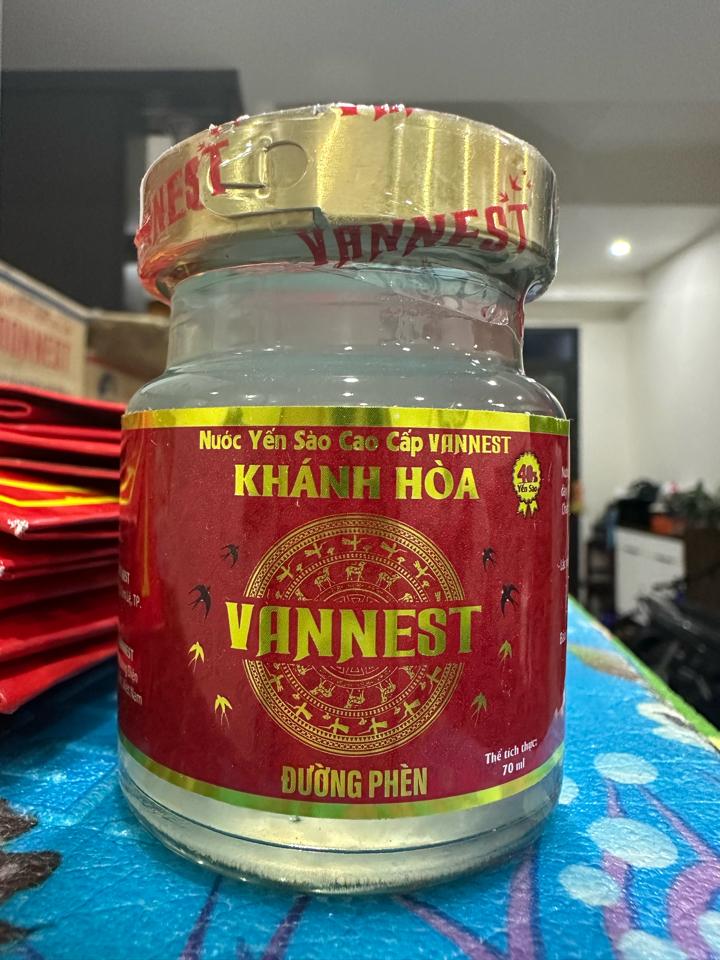 VANNEST
VANNEST
Nước Yến Sào Cao Cấp VANNEST
KHÁNH HÒA
40%
Yến Sào
VANNEST
Thể tích thực:
70 ml
ĐƯỜNG PHÈN